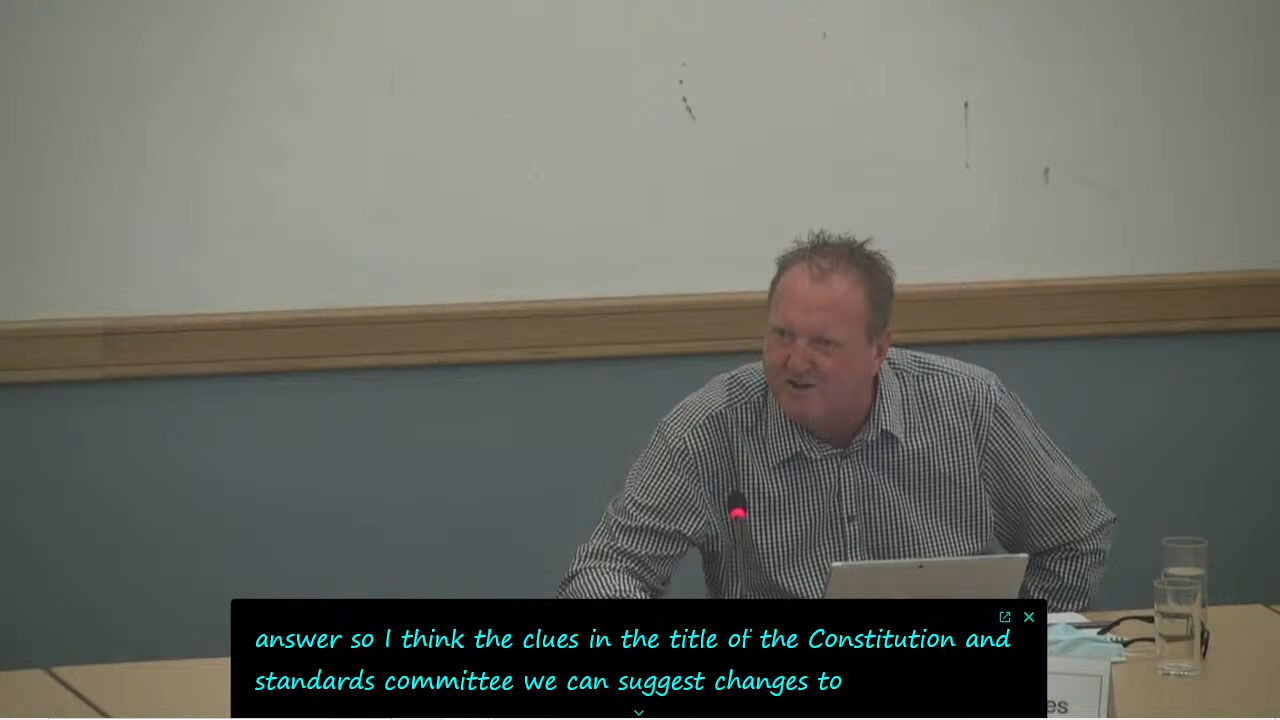 answer so I think the clues in the title of the Constitution and
standards committee we can suggest changes to